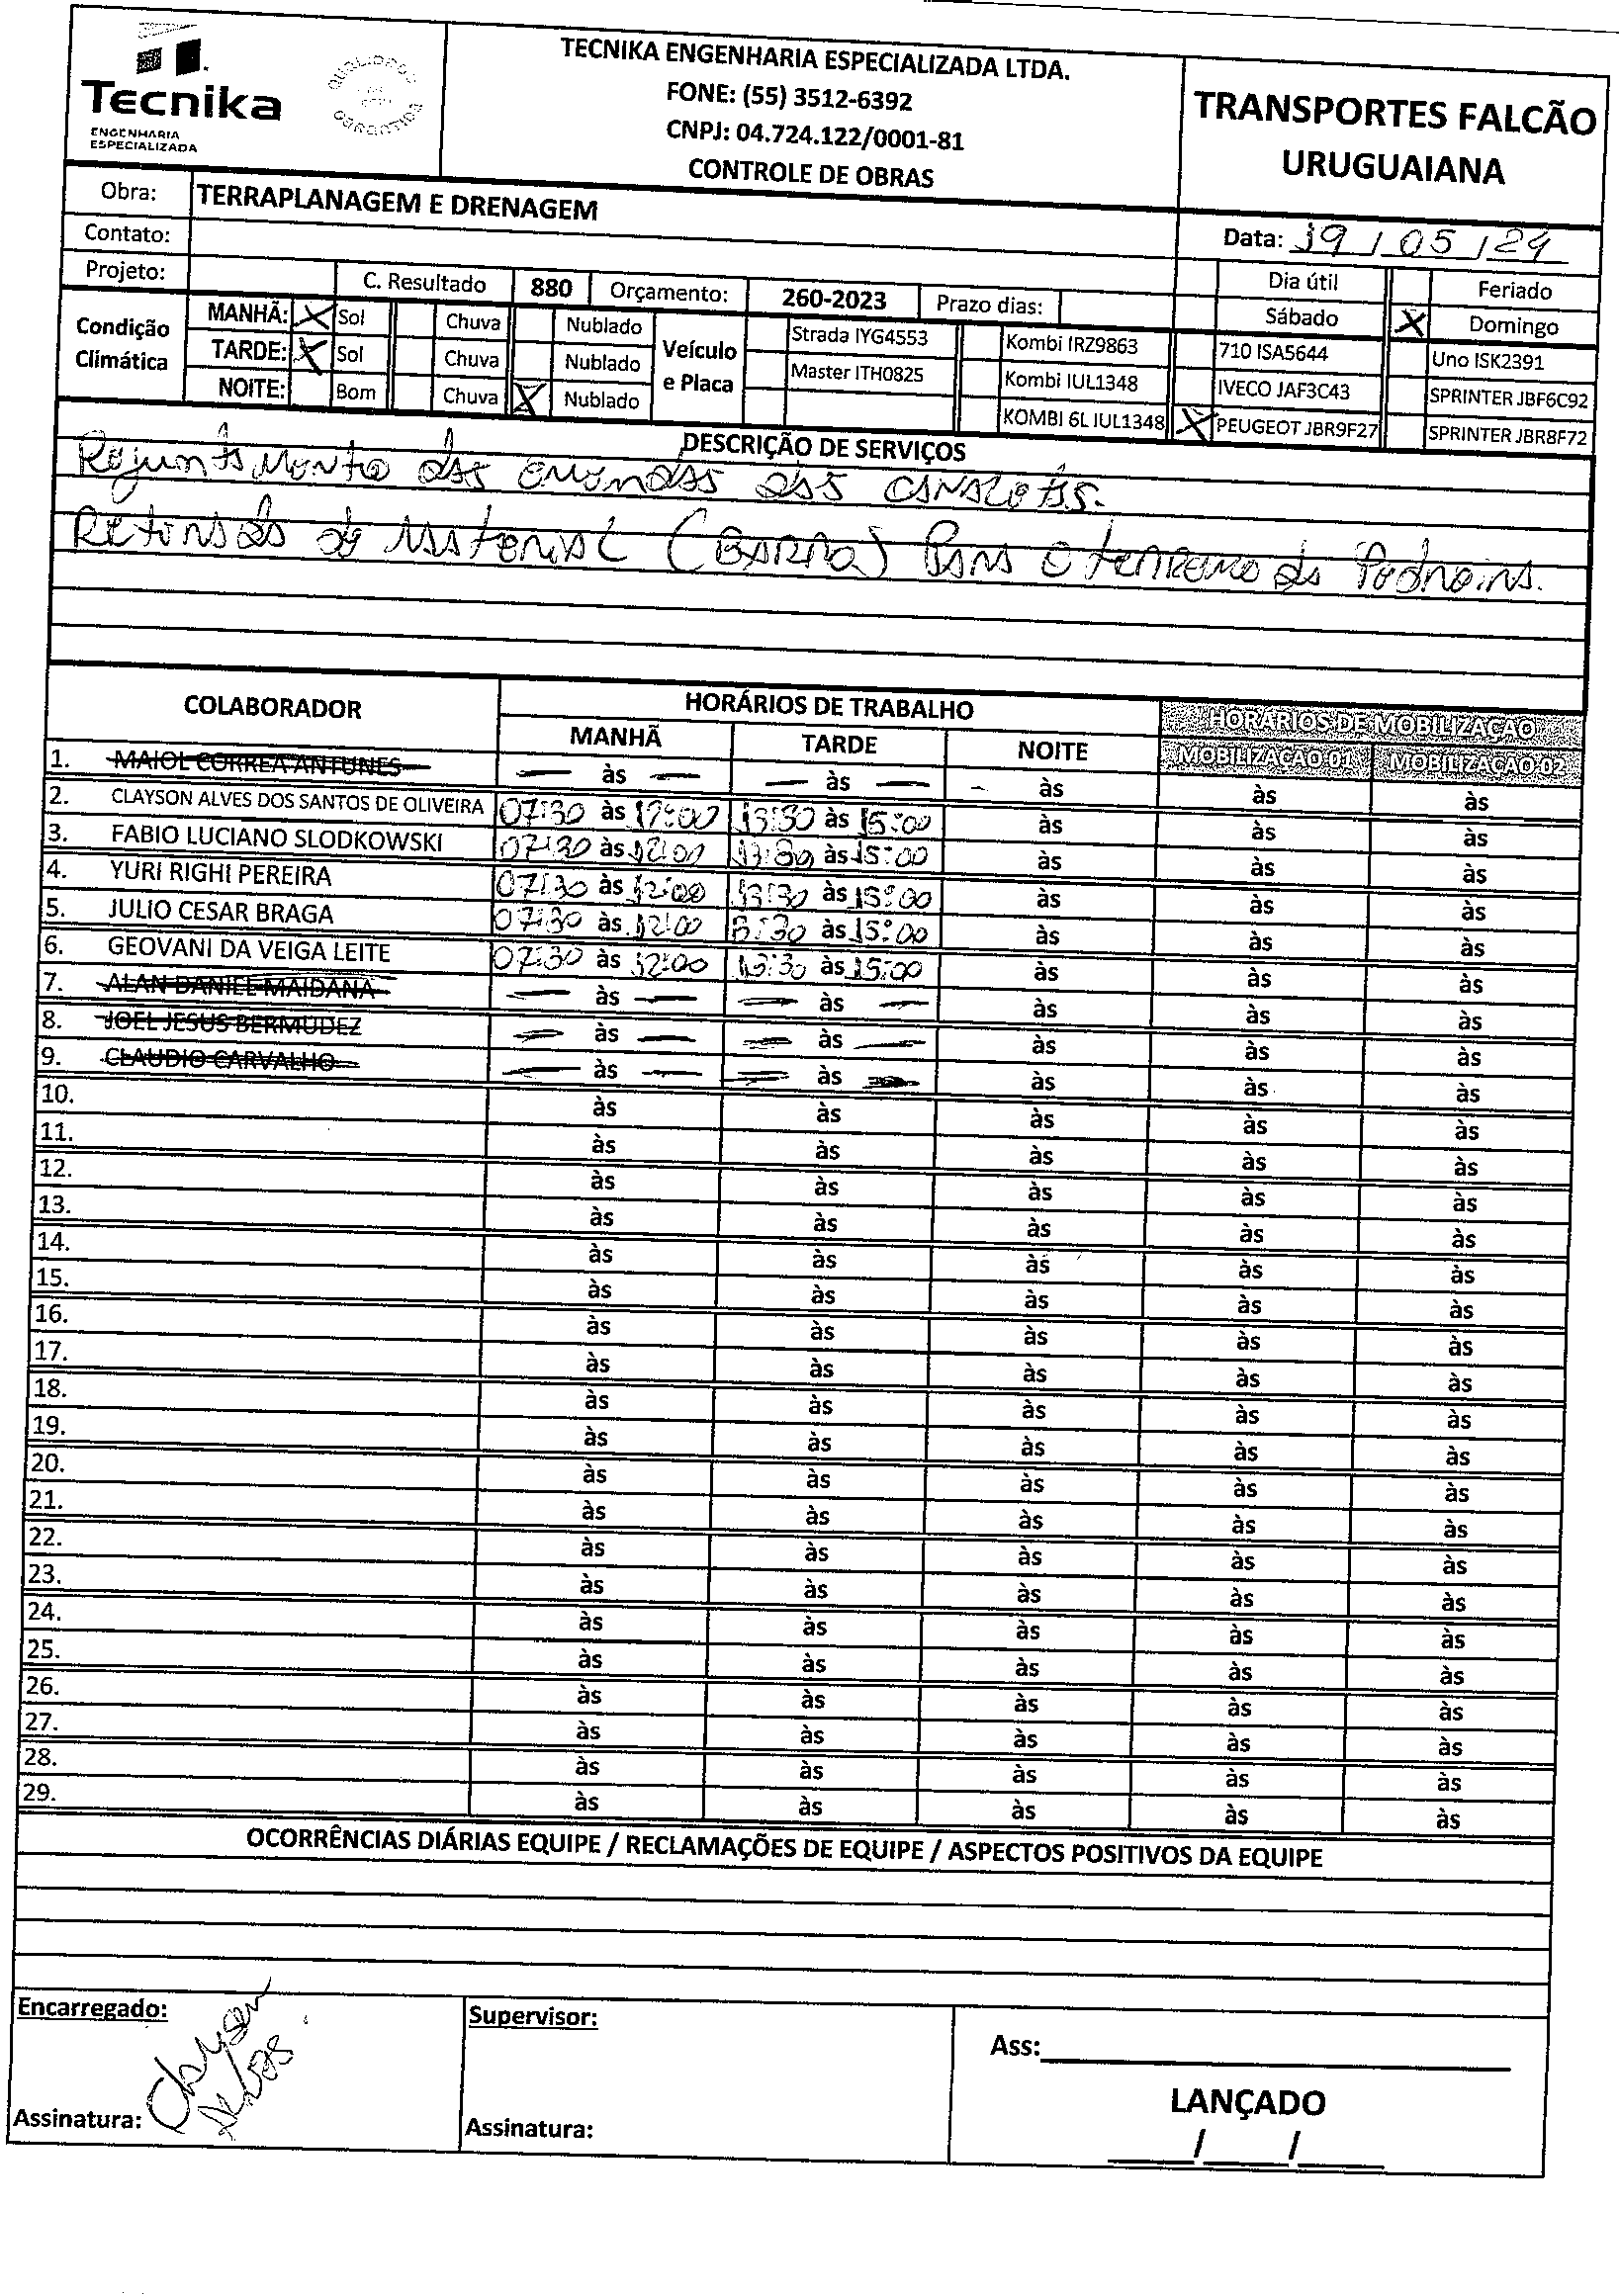 Tecnika
ENGENHARIA
ESPECIALIZADA
QUALIDADE
GARANTIDA
TECNIKA ENGENHARIA ESPECIALIZADA LTDA.
FONE: (55) 3512-6392
CNPJ: 04.724.122/0001-81
CONTROLE DE OBRAS
TRANSPORTES FALCÃO
URUGUAIANA
Obra: TERRAPLANAGEM E DRENAGEM
Contato:
Data: 19 / 05 / 24
Projeto: C. Resultado 880 Orçamento: 260-2023 Prazo dias:
Dia útil Feriado
Sábado X Domingo
Condição Climática
MANHÃ: X Sol Chuva Nublado
TARDE: X Sol Chuva Nublado
NOITE: Bom Chuva X Nublado
Veículo e Placa
Strada IYG4553 Kombi IRZ9863 710 ISA5644 Uno ISK2391
Master ITH0825 Kombi IUL1348 IVECO JAF3C43 SPRINTER JBF6C92
KOMBI 6L IUL1348 X PEUGEOT JBR9F27 SPRINTER JBR8F72
DESCRIÇÃO DE SERVIÇOS
Rejuntamento das emendas das canaletas.
Retirada de Material (BARRO) Para o terreno da Pedreira.
COLABORADOR HORÁRIOS DE TRABALHO HORÁRIOS DE MOBILIZAÇÃO
MANHÃ TARDE NOITE MOBILIZAÇÃO 01 MOBILIZAÇÃO 02
1. MAIOL CORREA ANTUNES — às — — às — às às às
2. CLAYSON ALVES DOS SANTOS DE OLIVEIRA 07:30 às 12:00 13:30 às 15:00 às às às
3. FABIO LUCIANO SLODKOWSKI 07:30 às 12:00 13:30 às 15:00 às às às
4. YURI RIGHI PEREIRA 07:30 às 12:00 13:30 às 15:00 às às às
5. JULIO CESAR BRAGA 07:30 às 12:00 13:30 às 15:00 às às às
6. GEOVANI DA VEIGA LEITE 07:30 às 12:00 13:30 às 15:00 às às às
7. ALAN DANIEL MAIDANA — às — — às — às às às
8. JOEL JESUS BERMUDEZ — às — — às — às às às
9. CLAUDIO CARVALHO — às — — às — às às às
10. às às às às às
11. às às às às às
12. às às às às às
13. às às às às às
14. às às às às às
15. às às às às às
16. às às às às às
17. às às às às às
18. às às às às às
19. às às às às às
20. às às às às às
21. às às às às às
22. às às às às às
23. às às às às às
24. às às às às às
25. às às às às às
26. às às às às às
27. às às às às às
28. às às às às às
29. às às às às às
OCORRÊNCIAS DIÁRIAS EQUIPE / RECLAMAÇÕES DE EQUIPE / ASPECTOS POSITIVOS DA EQUIPE
Encarregado: Supervisor:
Clayson
Alves
Ass:
LANÇADO
Assinatura: Assinatura:
/ /